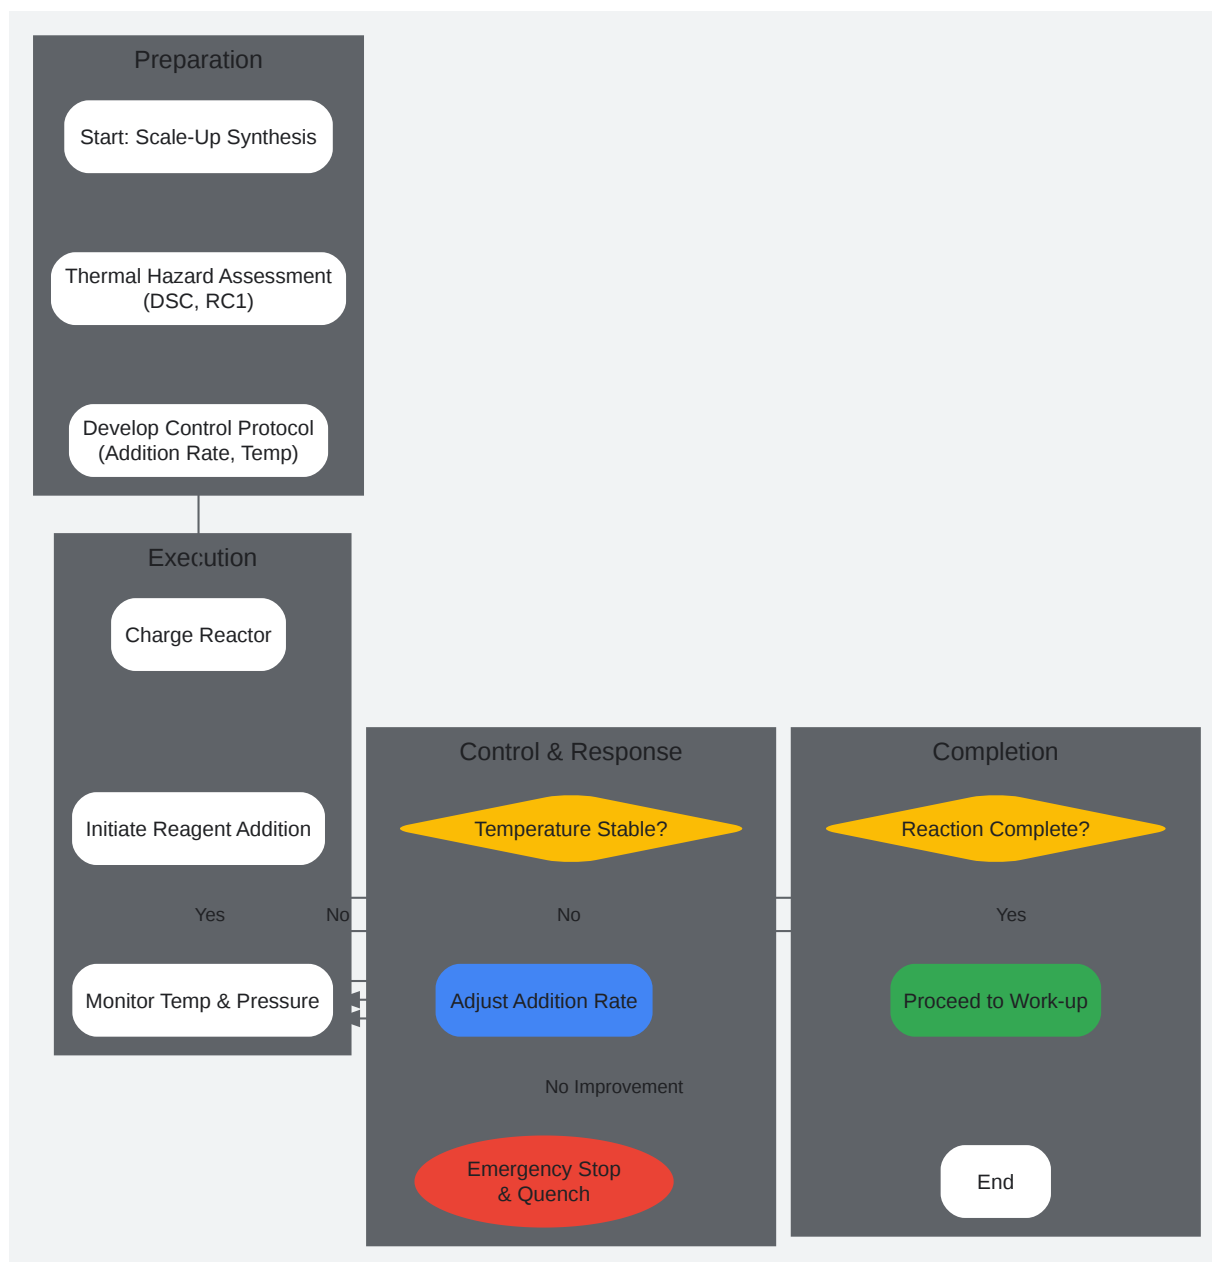 Preparation
Start: Scale-Up Synthesis
Thermal Hazard Assessment
(DSC, RC1)
Develop Control Protocol
(Addition Rate, Temp)
Execution
Charge Reactor
Initiate Reagent Addition
Yes
No
Monitor Temp & Pressure
Control & Response
Temperature Stable?
No
Adjust Addition Rate
No Improvement
Emergency Stop
& Quench
Completion
Reaction Complete?
Yes
Proceed to Work-up
End